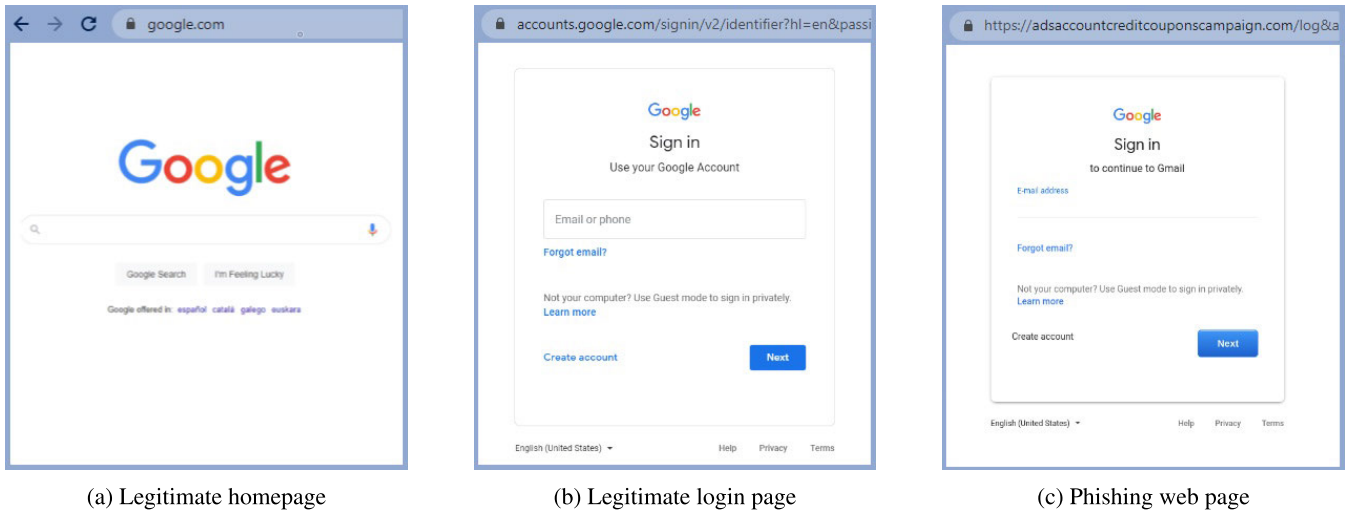 google.com
Google
Google Search I'm Feeling Lucky
Google offered in: español català galego euskara
(a) Legitimate homepage
accounts.google.com/signin/v2/identifier?hl=en&passi
Google
Sign in
Use your Google Account
Email or phone
Forgot email?
Not your computer? Use Guest mode to sign in privately.
Learn more
Create account Next
English (United States) Help Privacy Terms
(b) Legitimate login page
https://adsaccountcreditcouponscampaign.com/log&a
Google
Sign in
to continue to Gmail
E-mail address
Forgot email?
Not your computer? Use Guest mode to sign in privately.
Learn more
Create account Next
English (United States) Help Privacy Terms
(c) Phishing web page